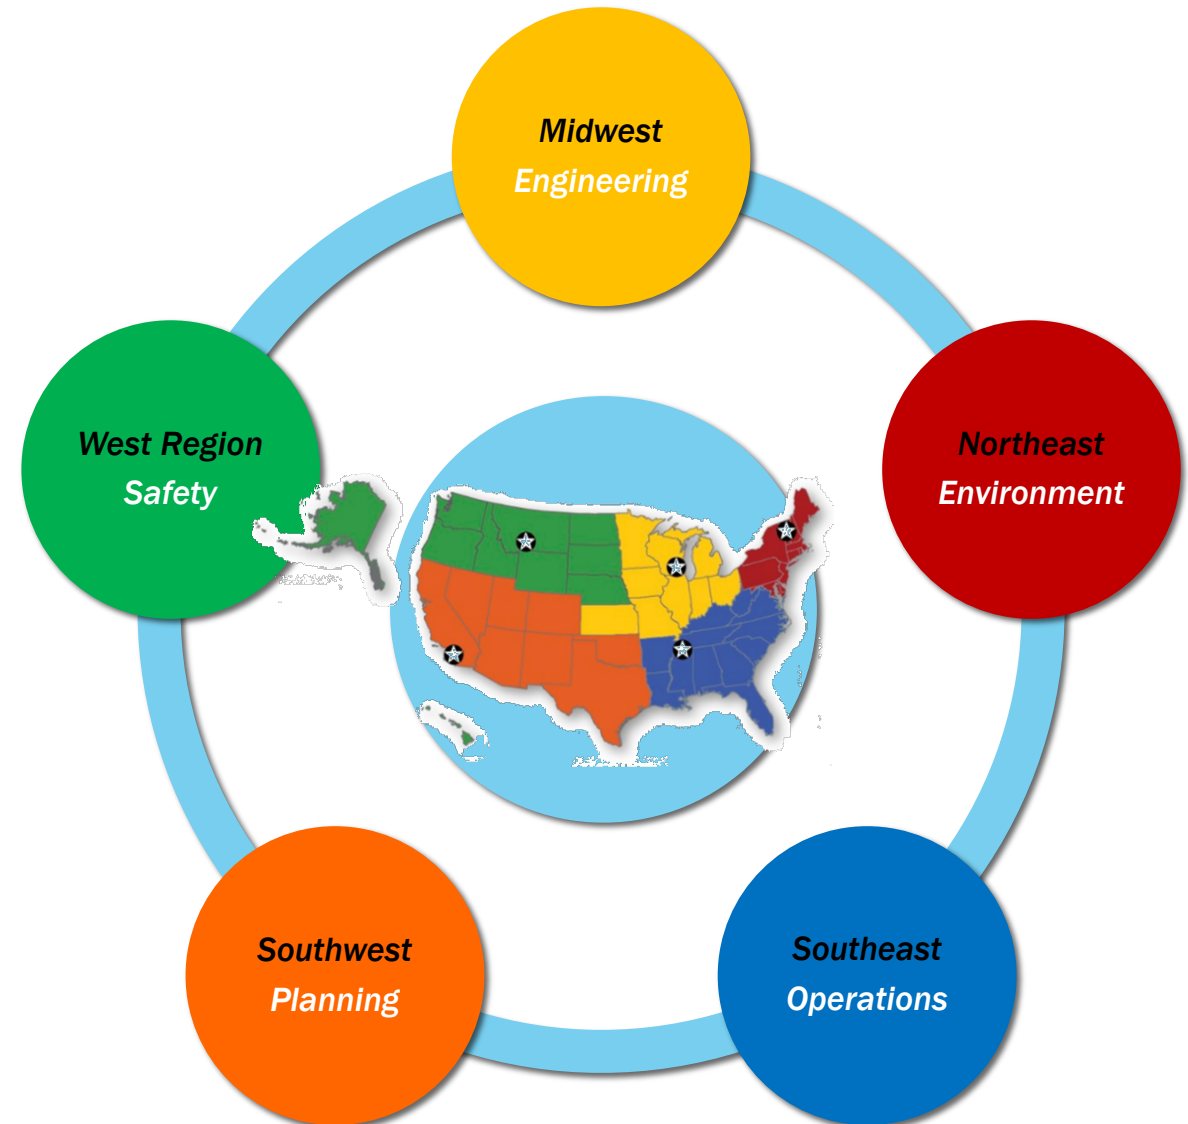 Midwest
Engineering
West Region
Safety
Northeast
Environment
Southwest
Planning
Southeast
Operations